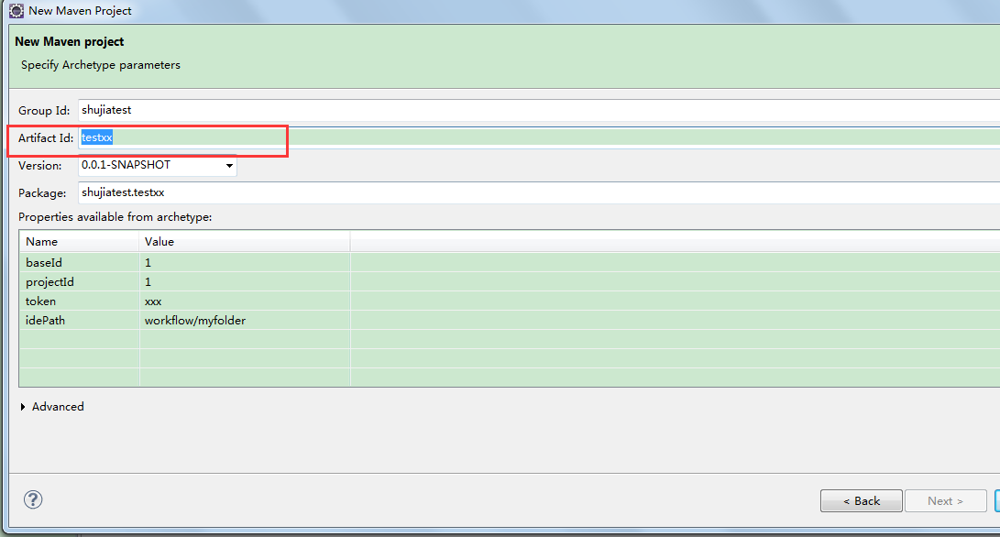 New Maven Project
New Maven project
Specify Archetype parameters
Group Id: shujiatest
Artifact Id: testxx
Version: 0.0.1-SNAPSHOT
Package: shujiatest.testxx
Properties available from archetype:
Name Value
baseId 1
projectId 1
token xxx
idePath workflow/myfolder
Advanced
?
< Back Next >